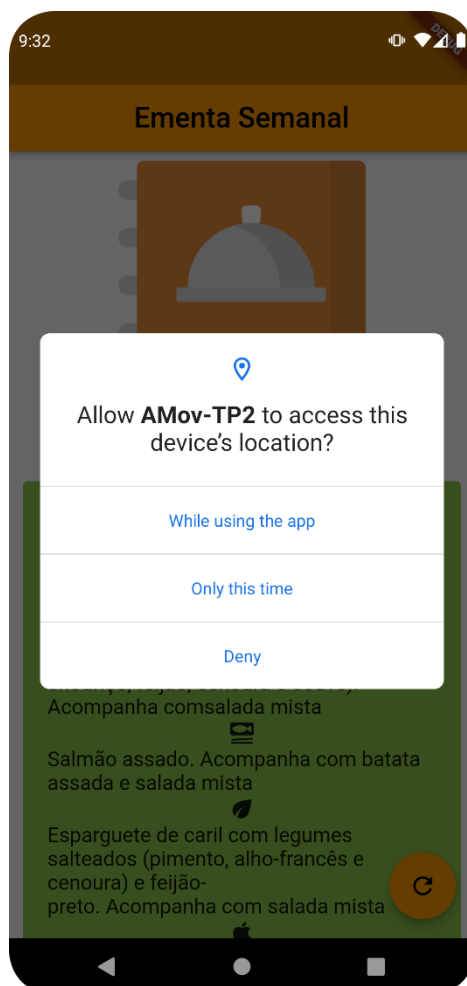 9:32
DEBUG
Ementa Semanal
Allow AMov-TP2 to access this
device's location?
While using the app
Only this time
Deny
Acompanha comsalada mista
Salmão assado. Acompanha com batata
assada e salada mista
Esparguete de caril com legumes
salteados (pimento, alho-francês e
cenoura) e feijão-
preto. Acompanha com salada mista